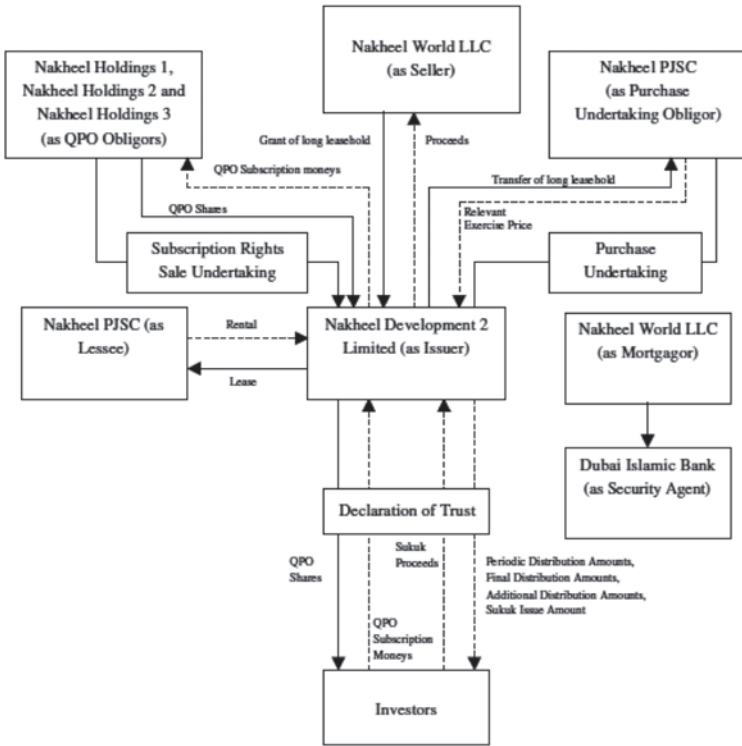 Nakheel World LLC
(as Seller)
Nakheel Holdings 1,
Nakheel Holdings 2 and
Nakheel Holdings 3
(as QPO Obligors)
Nakheel PJSC
(as Purchase
Undertaking Obligor)
Grant of long leasehold
Proceeds
QPO Subscription moneys
Transfer of long leasehold
QPO Shares
Relevant
Exercise Price
Subscription Rights
Sale Undertaking
Purchase
Undertaking
Nakheel PJSC (as
Lessee)
Rental
Lease
Nakheel Development 2
Limited (as Issuer)
Nakheel World LLC
(as Mortgagor)
Dubai Islamic Bank
(as Security Agent)
Declaration of Trust
QPO
Shares
Sukuk
Proceeds
Periodic Distribution Amounts,
Final Distribution Amounts,
Additional Distribution Amounts,
Sukuk Issue Amount
QPO
Subscription
Moneys
Investors